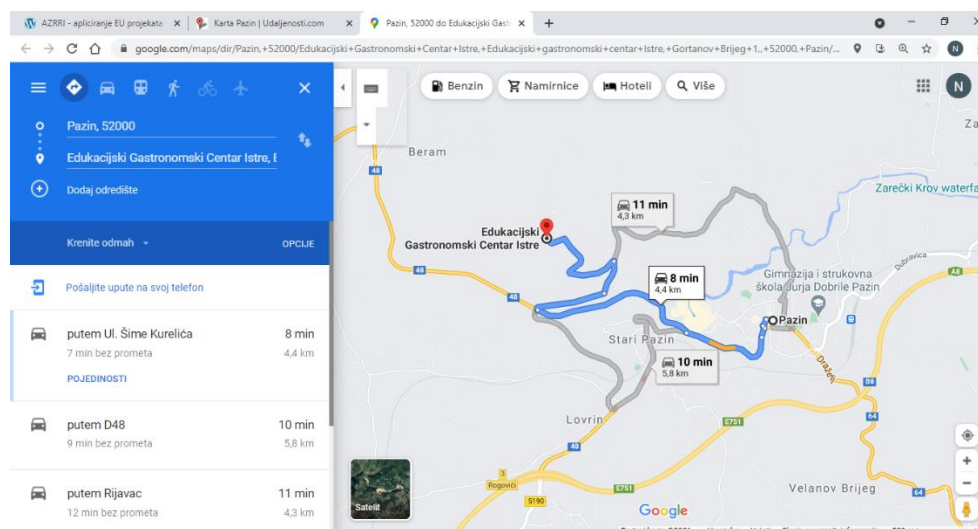 AZRRI - apliciranje EU projekata
Karta Pazin | Udaljenosti.com
Pazin, 52000 do Edukacijski Gast
google.com/maps/dir/Pazin,+52000/Edukacijski+Gastronomski+Centar+Istre,+Edukacijski+gastronomski+centar+Istre,+Gortanov+Brijeg+1,,+52000,+Pazin/...
N
Pazin, 52000
Edukacijski Gastronomski Centar Istre, E
Dodaj odredište
Krenite odmah
OPCIJE
Pošaljite upute na svoj telefon
putem Ul. Šime Kurelića 8 min
7 min bez prometa 4,4 km
POJEDINOSTI
putem D48 10 min
9 min bez prometa 5,8 km
putem Rijavac 11 min
12 min bez prometa 4,3 km
Benzin
Namirnice
Hoteli
Više
N
Beram
48
Zarečki Krov waterfa
11 min
4,3 km
Edukacijski
Gastronomski Centar Istre
8 min
4,4 km
Gimnazija i strukovna
škola Jurja Dobrile Pazin
Dubravica
A8
48
Pazin
Stari Pazin
10 min
5,8 km
Dražej
Lovrin
E751
64
48
3
Rogovići
E751
5190
Velanov Brijeg
64
Satelit
Google